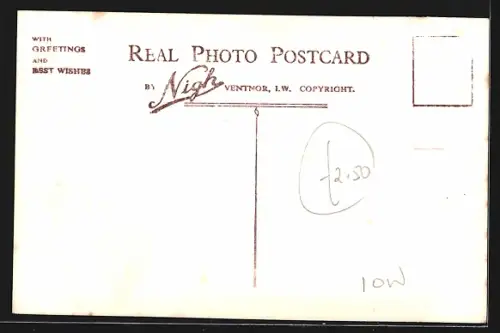 WITH
GREETINGS
AND
BEST WISHES
REAL PHOTO POSTCARD
BY Nigh VENTNOR, I.W. COPYRIGHT.
£2.50
IOW